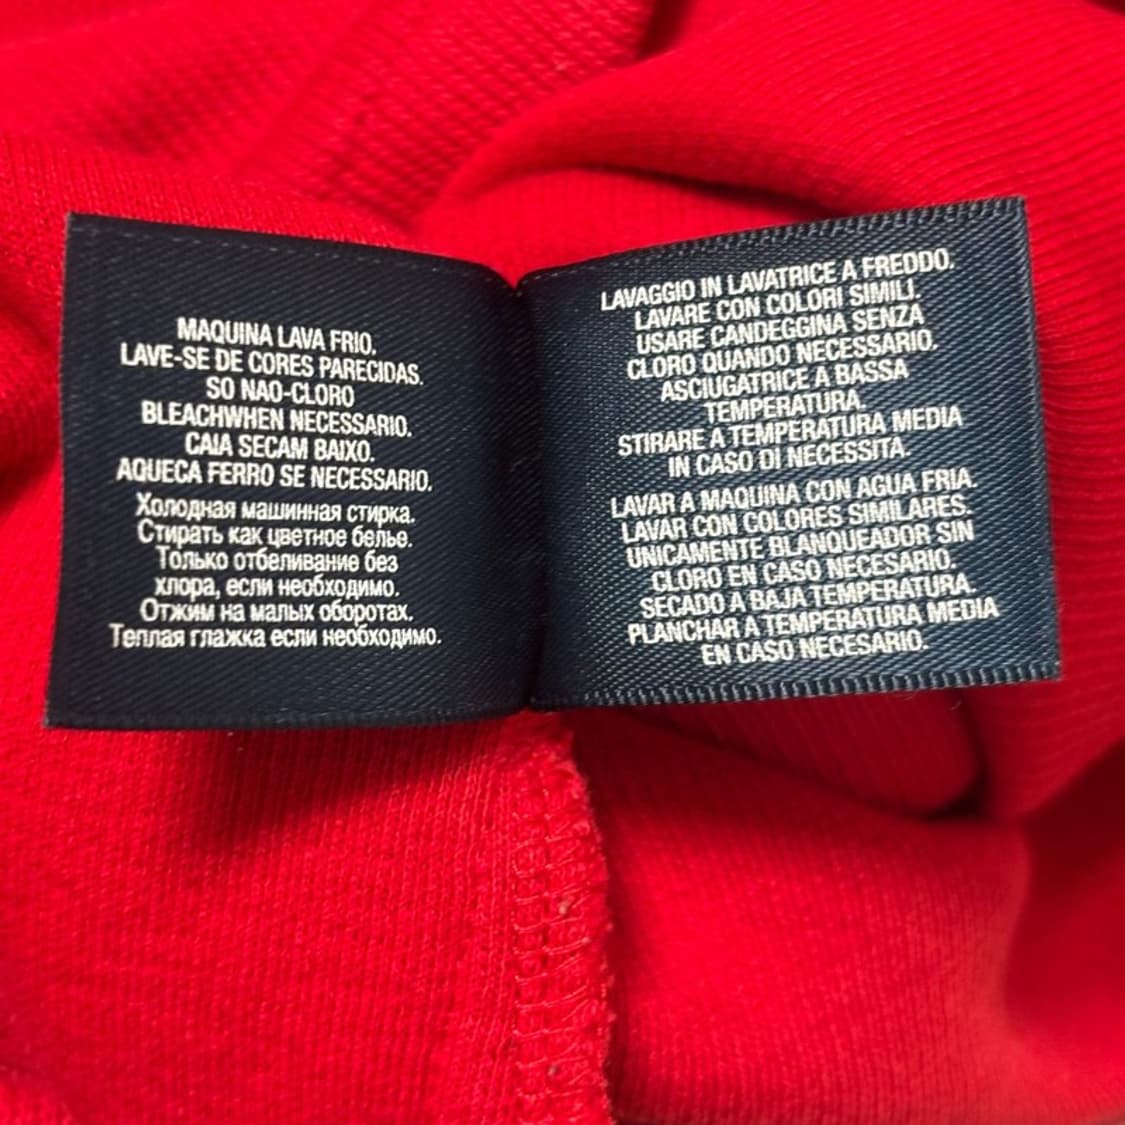 MAQUINA LAVA FRIO.
LAVE-SE DE CORES PARECIDAS.
SO NAO-CLORO
BLEACHWHEN NECESSARIO.
CAIA SECAM BAIXO.
AQUECA FERRO SE NECESSARIO.
Холодная машинная стирка.
Стирать как цветное белье.
Только отбеливание без
хлора, если необходимо.
Отжим на малых оборотах.
Теплая глажка если необходимо.
LAVAGGIO IN LAVATRICE A FREDDO.
LAVARE CON COLORI SIMILI.
USARE CANDEGGINA SENZA
CLORO QUANDO NECESSARIO.
ASCIUGATRICE A BASSA
TEMPERATURA.
STIRARE A TEMPERATURA MEDIA
IN CASO DI NECESSITA.
LAVAR A MAQUINA CON AGUA FRIA.
LAVAR CON COLORES SIMILARES.
UNICAMENTE BLANQUEADOR SIN
CLORO EN CASO NECESARIO.
SECADO A BAJA TEMPERATURA.
PLANCHAR A TEMPERATURA MEDIA
EN CASO NECESARIO.